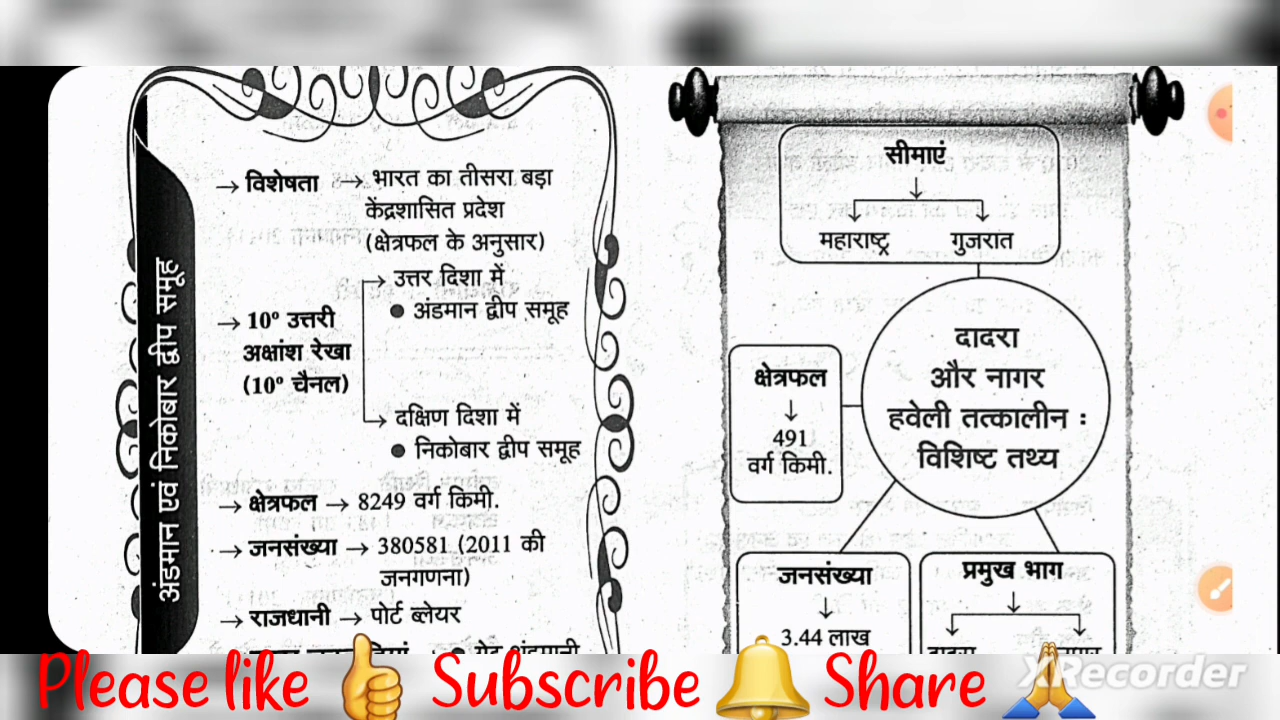 अंडमान एवं निकोबार द्वीप समूह
→ विशेषता → भारत का तीसरा बड़ा
केंद्रशासित प्रदेश
(क्षेत्रफल के अनुसार)
→ 10° उत्तरी
अक्षांश रेखा
(10° चैनल)
→ उत्तर दिशा में
● अंडमान द्वीप समूह
→ दक्षिण दिशा में
● निकोबार द्वीप समूह
→ क्षेत्रफल → 8249 वर्ग किमी.
→ जनसंख्या → 380581 (2011 की
जनगणना)
→ राजधानी → पोर्ट ब्लेयर
सीमाएं
महाराष्ट्र गुजरात
दादरा
और नागर
हवेली तत्कालीन :
विशिष्ट तथ्य
क्षेत्रफल
491
वर्ग किमी.
जनसंख्या
3.44 लाख
प्रमुख भाग
Please like Subscribe Share
XRecorder